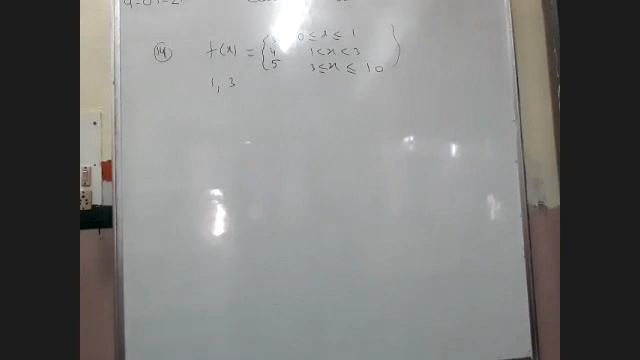 (14) f(x) = { 3, 0 ≤ x ≤ 1
4 1 < x < 3
5 3 ≤ x ≤ 10 }
1, 3